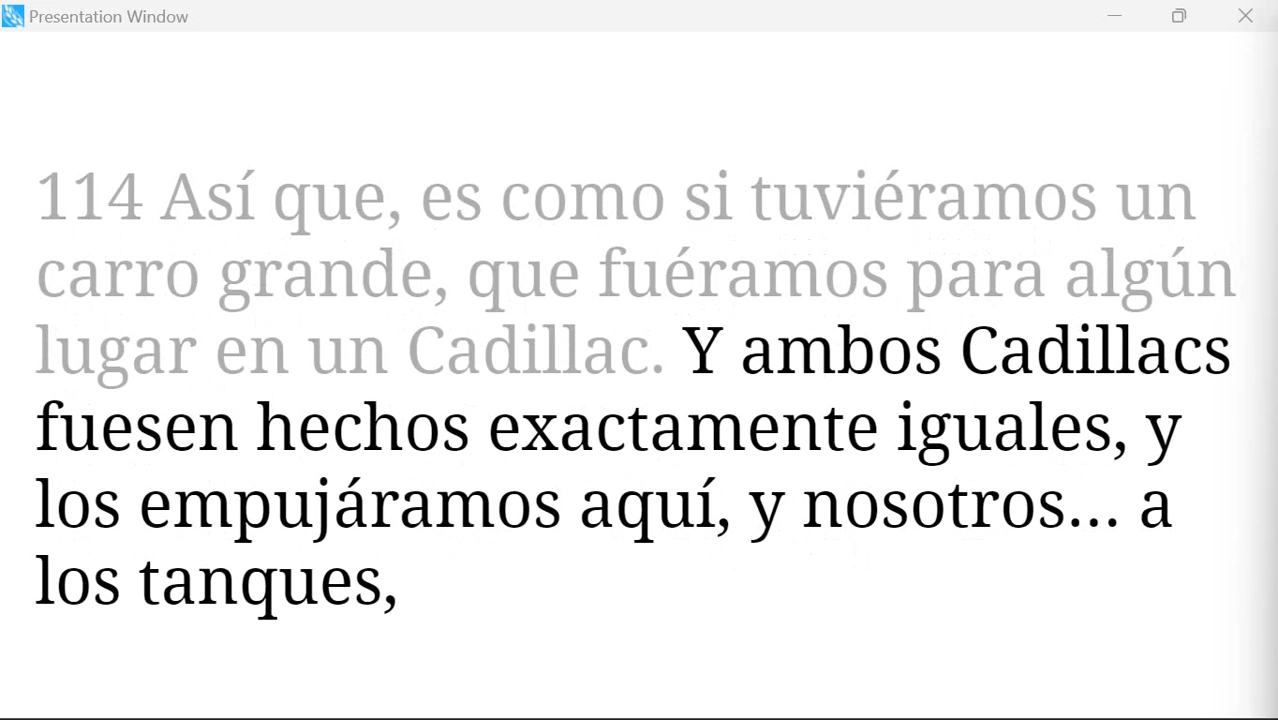 Presentation Window
114 Así que, es como si tuviéramos un
carro grande, que fuéramos para algún
lugar en un Cadillac. Y ambos Cadillacs
fuesen hechos exactamente iguales, y
los empujáramos aquí, y nosotros... a
los tanques,